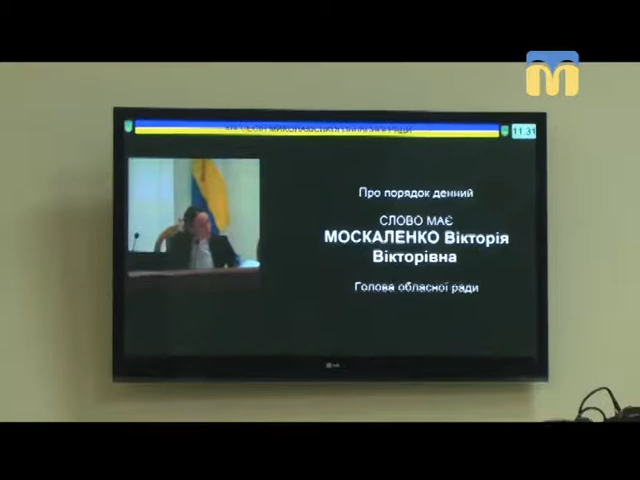 11:31
Про порядок денний
СЛОВО МАЄ
МОСКАЛЕНКО Вікторія
Вікторівна
Голова обласної ради